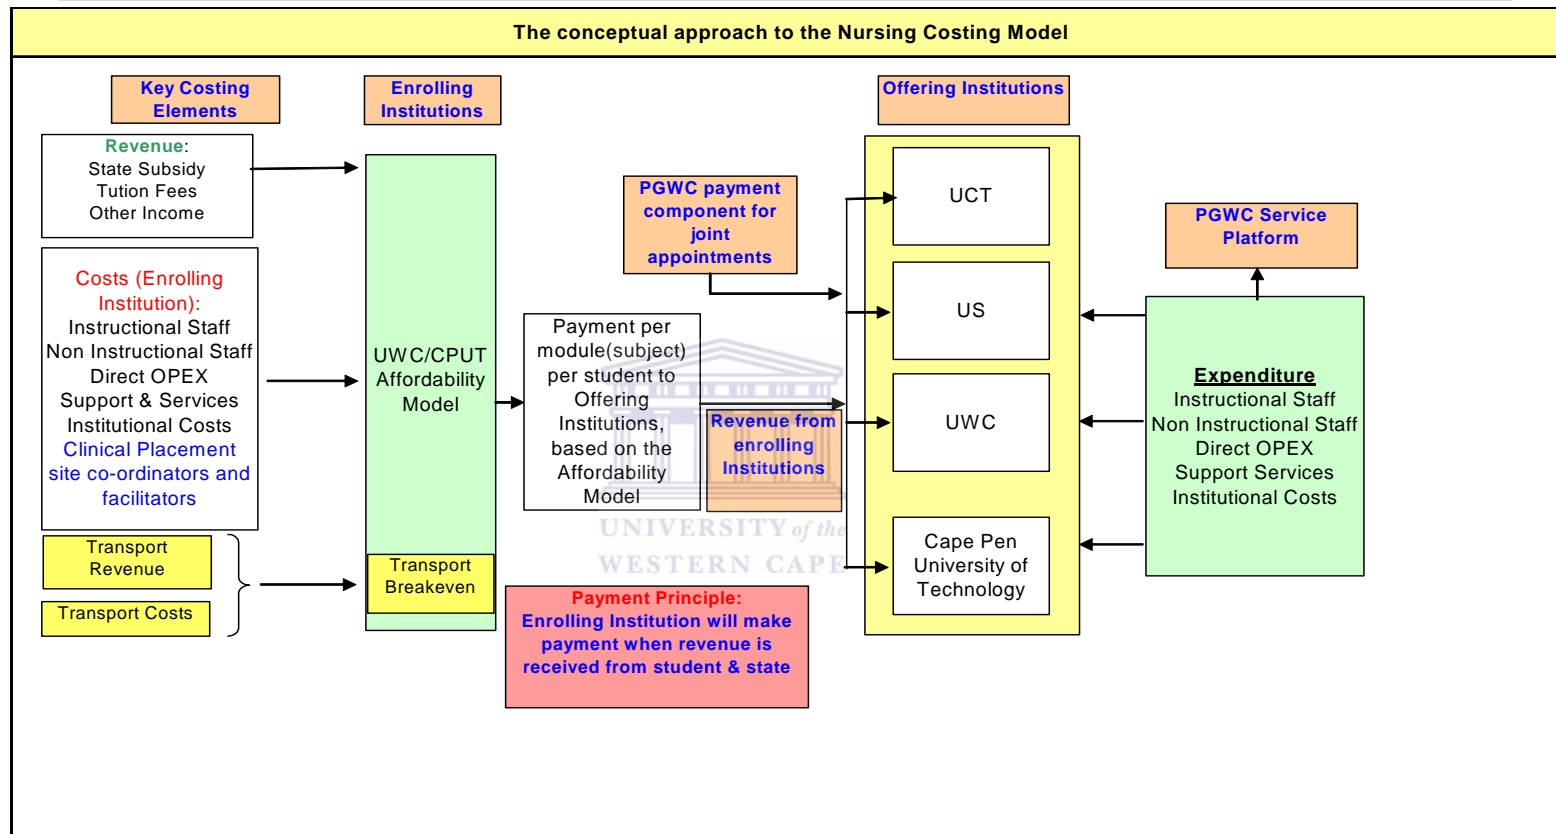 The conceptual approach to the Nursing Costing Model
Key Costing
Elements
Enrolling
Institutions
Offering Institutions
Revenue:
State Subsidy
Tution Fees
Other Income
Costs (Enrolling
Institution):
Instructional Staff
Non Instructional Staff
Direct OPEX
Support & Services
Institutional Costs
Clinical Placement
site co-ordinators and
facilitators
Transport
Revenue
Transport Costs
UWC/CPUT
Affordability
Model
Transport
Breakeven
Payment per
module(subject)
per student to
Offering
Institutions,
based on the
Affordability
Model
PGWC payment
component for
joint
appointments
Revenue from
enrolling
Institutions
Payment Principle:
Enrolling Institution will make
payment when revenue is
received from student & state
UCT
US
UWC
Cape Pen
University of
Technology
PGWC Service
Platform
Expenditure
Instructional Staff
Non Instructional Staff
Direct OPEX
Support Services
Institutional Costs
UNIVERSITY of the
WESTERN CAPE